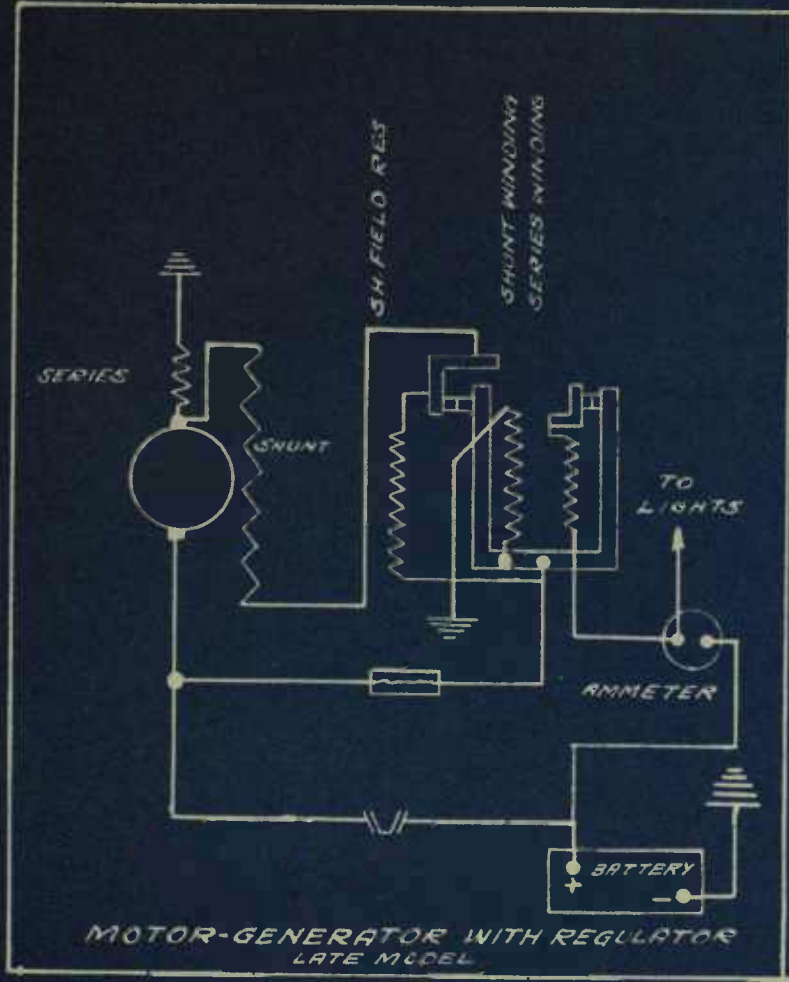 SH FIELD RES
SHUNT WINDING
SERIES WINDING
SERIES
SHUNT
TO
LIGHTS
AMMETER
BATTERY
+
-
MOTOR-GENERATOR WITH REGULATOR
LATE MODEL